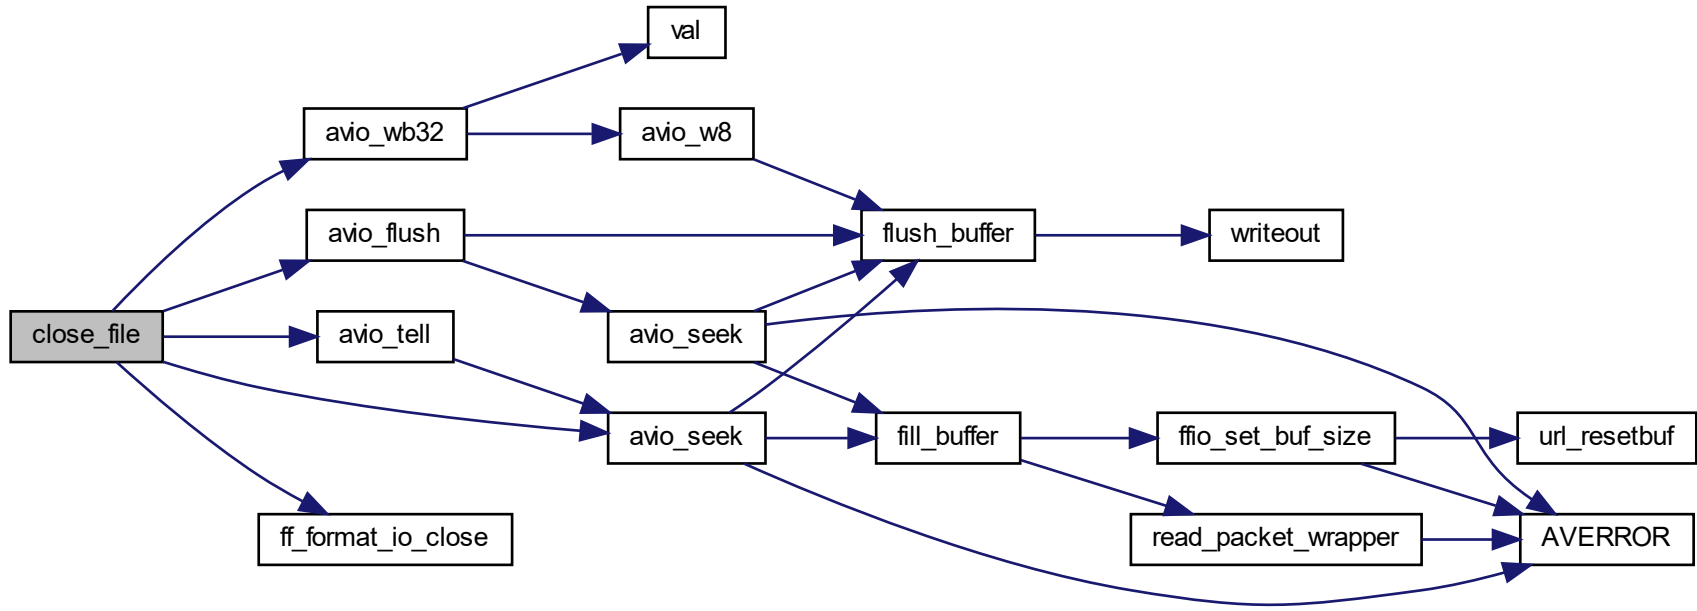 val
avio_wb32
avio_w8
avio_flush
flush_buffer
writeout
close_file
avio_tell
avio_seek
avio_seek
fill_buffer
ffio_set_buf_size
url_resetbuf
ff_format_io_close
read_packet_wrapper
AVERROR